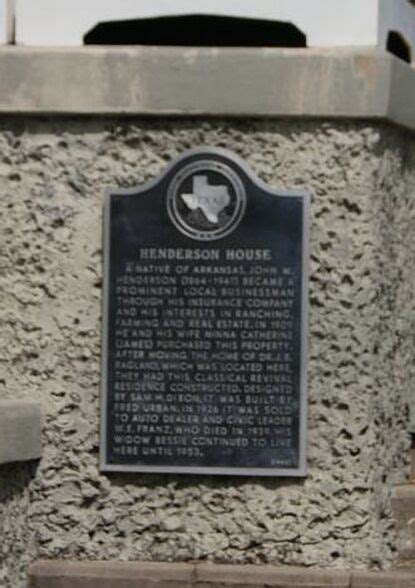 TEXAS
HENDERSON HOUSE
A NATIVE OF ARKANSAS, JOHN W.
HENDERSON (1864-1941) BECAME A
PROMINENT LOCAL BUSINESSMAN
THROUGH HIS INSURANCE COMPANY
AND HIS INTERESTS IN RANCHING,
FARMING AND REAL ESTATE. IN 1909
HE AND HIS WIFE MINNA CATHERINE
(JAMES) PURCHASED THIS PROPERTY.
AFTER MOVING THE HOME OF DR. J. B.
RAGLAND, WHICH WAS LOCATED HERE,
THEY HAD THIS CLASSICAL REVIVAL
RESIDENCE CONSTRUCTED. DESIGNED
BY SAM H. DIXON, IT WAS BUILT BY
FRED URBAN. IN 1926 IT WAS SOLD
TO AUTO DEALER AND CIVIC LEADER
W. E. FRANZ, WHO DIED IN 1939. HIS
WIDOW BESSIE CONTINUED TO LIVE
HERE UNTIL 1953.